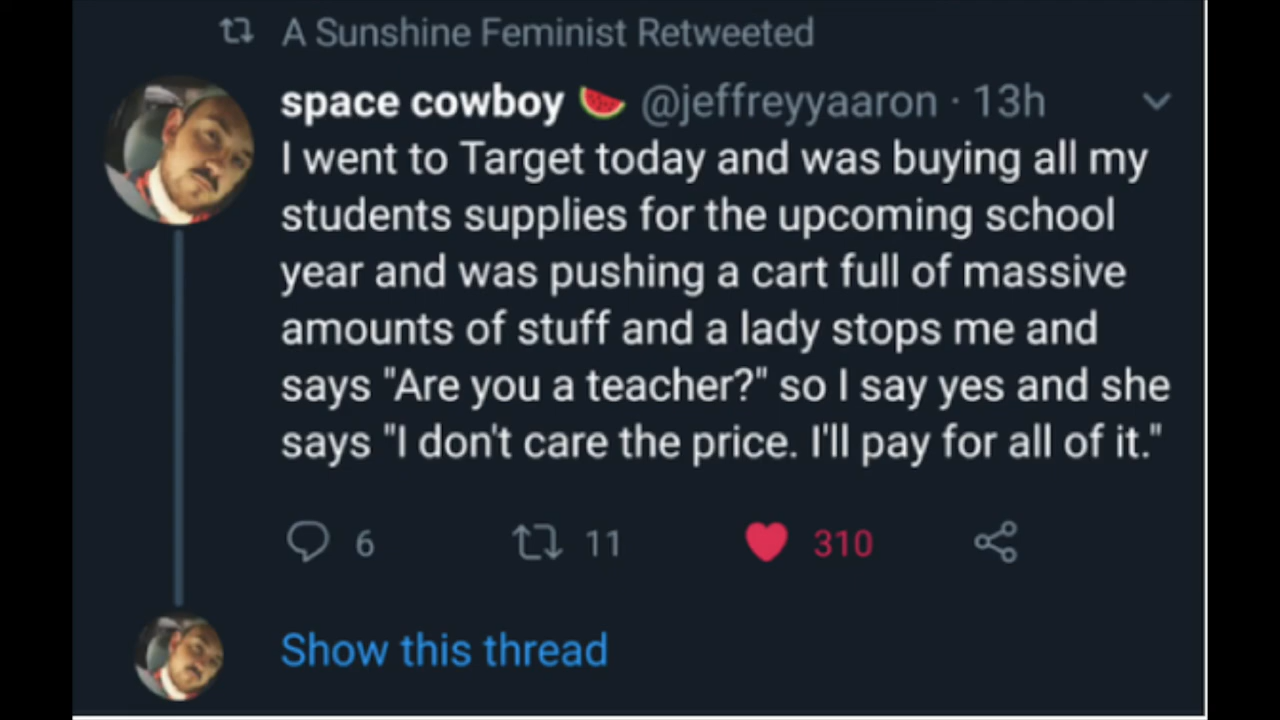 A Sunshine Feminist Retweeted
space cowboy 🍉 @jeffreyyaaron · 13h
I went to Target today and was buying all my
students supplies for the upcoming school
year and was pushing a cart full of massive
amounts of stuff and a lady stops me and
says "Are you a teacher?" so I say yes and she
says "I don't care the price. I'll pay for all of it."
6 11 310
Show this thread